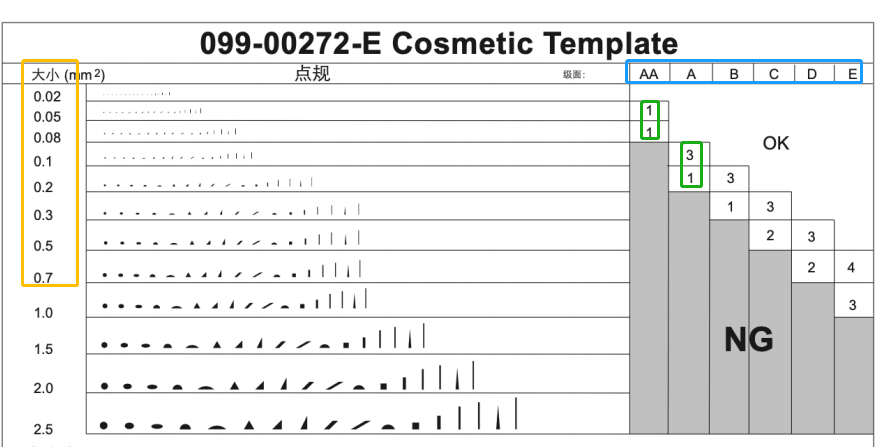 099-00272-E Cosmetic Template
大小 (mm²) 点规 级面: AA A B C D E
0.02
0.05 1
0.08 1 OK
0.1 3
0.2 1 3
0.3 1 3
0.5 2 3
0.7 2 4
1.0 3
1.5 NG
2.0
2.5